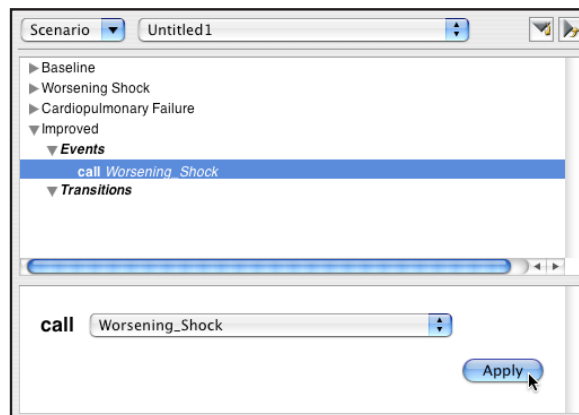 Scenario Untitled1
Baseline
Worsening Shock
Cardiopulmonary Failure
Improved
Events
call Worsening_Shock
Transitions
call Worsening_Shock
Apply